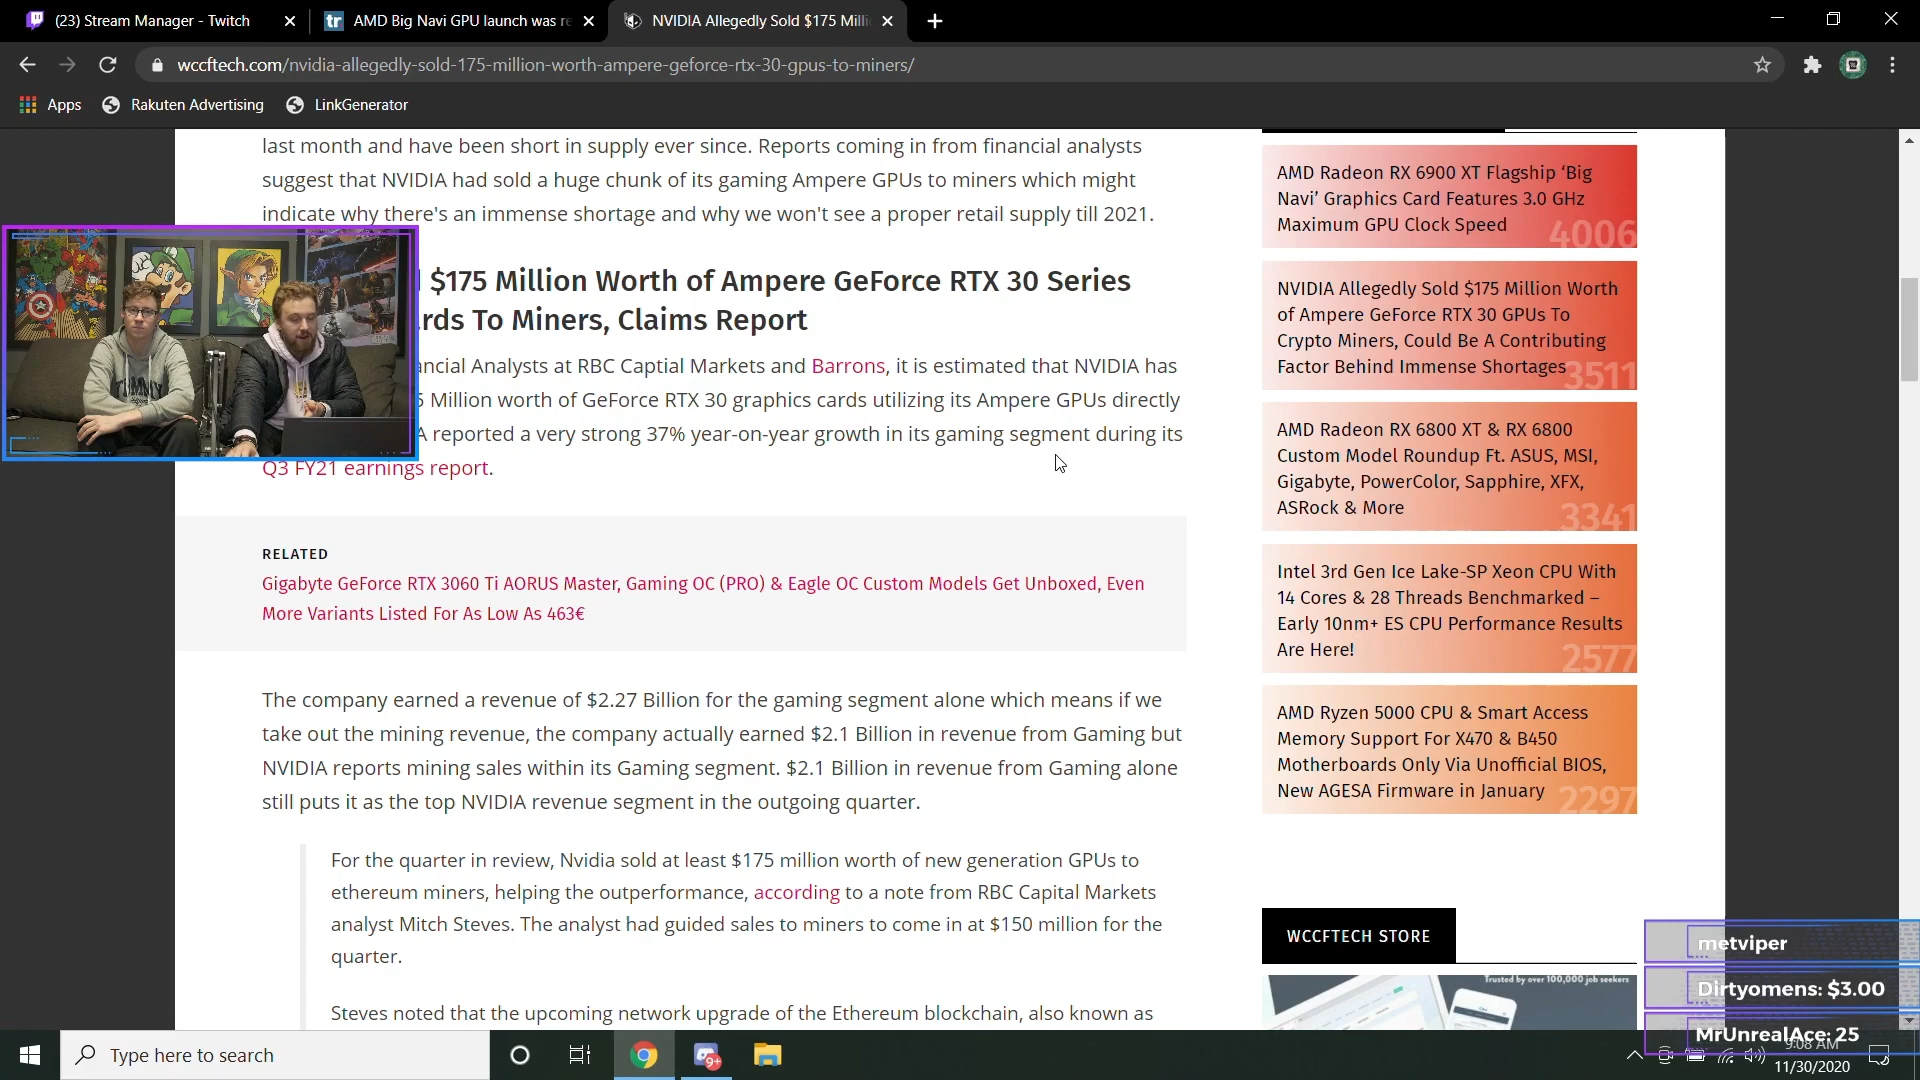 (23) Stream Manager - Twitch
tr AMD Big Navi GPU launch was re
NVIDIA Allegedly Sold $175 Milli
wccftech.com/nvidia-allegedly-sold-175-million-worth-ampere-geforce-rtx-30-gpus-to-miners/
Apps
Rakuten Advertising
LinkGenerator
last month and have been short in supply ever since. Reports coming in from financial analysts
suggest that NVIDIA had sold a huge chunk of its gaming Ampere GPUs to miners which might
indicate why there's an immense shortage and why we won't see a proper retail supply till 2021.
$175 Million Worth of Ampere GeForce RTX 30 Series
rds To Miners, Claims Report
ancial Analysts at RBC Captial Markets and Barrons, it is estimated that NVIDIA has
5 Million worth of GeForce RTX 30 graphics cards utilizing its Ampere GPUs directly
A reported a very strong 37% year-on-year growth in its gaming segment during its
Q3 FY21 earnings report.
RELATED
Gigabyte GeForce RTX 3060 Ti AORUS Master, Gaming OC (PRO) & Eagle OC Custom Models Get Unboxed, Even
More Variants Listed For As Low As 463€
The company earned a revenue of $2.27 Billion for the gaming segment alone which means if we
take out the mining revenue, the company actually earned $2.1 Billion in revenue from Gaming but
NVIDIA reports mining sales within its Gaming segment. $2.1 Billion in revenue from Gaming alone
still puts it as the top NVIDIA revenue segment in the outgoing quarter.
For the quarter in review, Nvidia sold at least $175 million worth of new generation GPUs to
ethereum miners, helping the outperformance, according to a note from RBC Capital Markets
analyst Mitch Steves. The analyst had guided sales to miners to come in at $150 million for the
quarter.
Steves noted that the upcoming network upgrade of the Ethereum blockchain, also known as
AMD Radeon RX 6900 XT Flagship ‘Big
Navi’ Graphics Card Features 3.0 GHz
Maximum GPU Clock Speed
4006
NVIDIA Allegedly Sold $175 Million Worth
of Ampere GeForce RTX 30 GPUs To
Crypto Miners, Could Be A Contributing
Factor Behind Immense Shortages
3511
AMD Radeon RX 6800 XT & RX 6800
Custom Model Roundup Ft. ASUS, MSI,
Gigabyte, PowerColor, Sapphire, XFX,
ASRock & More
3341
Intel 3rd Gen Ice Lake-SP Xeon CPU With
14 Cores & 28 Threads Benchmarked –
Early 10nm+ ES CPU Performance Results
Are Here!
2577
AMD Ryzen 5000 CPU & Smart Access
Memory Support For X470 & B450
Motherboards Only Via Unofficial BIOS,
New AGESA Firmware in January
2297
WCCFTECH STORE
Trusted by over 100,000 job seekers
metviper
Dirtyomens: $3.00
MrUnrealAce: 25
Type here to search
9+
9:08 AM
11/30/2020